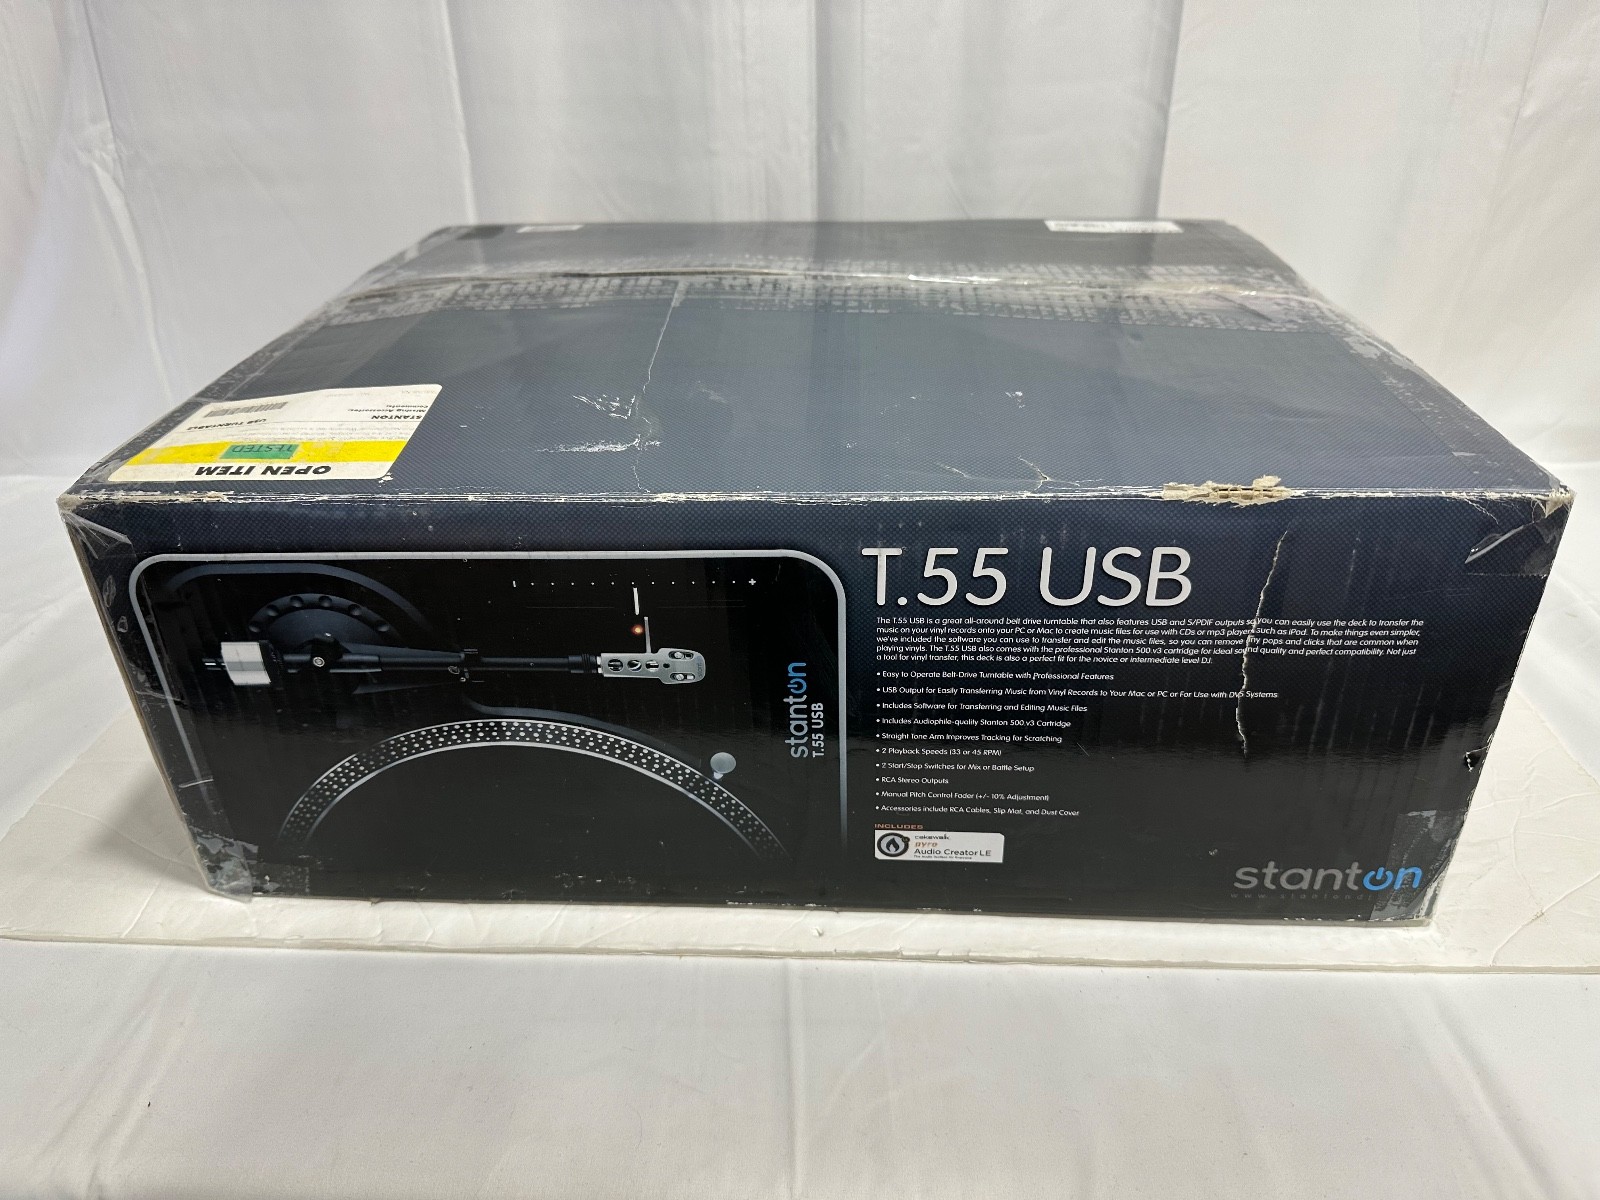 OPEN ITEM
TESTED
USB TURNTABLE
STANTON
Missing Accessories:
Comments:
T.55 USB
The T.55 USB is a great all-around belt drive turntable that also features USB and S/PDIF outputs so you can easily use the deck to transfer the
music on your vinyl records onto your PC or Mac to create music files for use with CDs or mp3 players such as iPod. To make things even simpler,
we've included the software you can use to transfer and edit the music files, so you can remove any pops and clicks that are common when
playing vinyls. The T.55 USB also comes with the professional Stanton 500.v3 cartridge for ideal sound quality and perfect compatibility. Not just
a tool for vinyl transfer, this deck is also a perfect fit for the novice or intermediate level DJ.
• Easy to Operate Belt-Drive Turntable with Professional Features
• USB Output for Easily Transferring Music from Vinyl Records to Your Mac or PC or For Use with DVS Systems
• Includes Software for Transferring and Editing Music Files
• Includes Audiophile-quality Stanton 500.v3 Cartridge
• Straight Tone Arm Improves Tracking for Scratching
• 2 Playback Speeds (33 or 45 RPM)
• 2 Start/Stop Switches for Mix or Battle Setup
• RCA Stereo Outputs
• Manual Pitch Control Fader (+/- 10% Adjustment)
• Accessories include RCA Cables, Slip Mat, and Dust Cover
INCLUDES
cakewalk
pyro
Audio Creator LE
stanton
T.55 USB
stanton